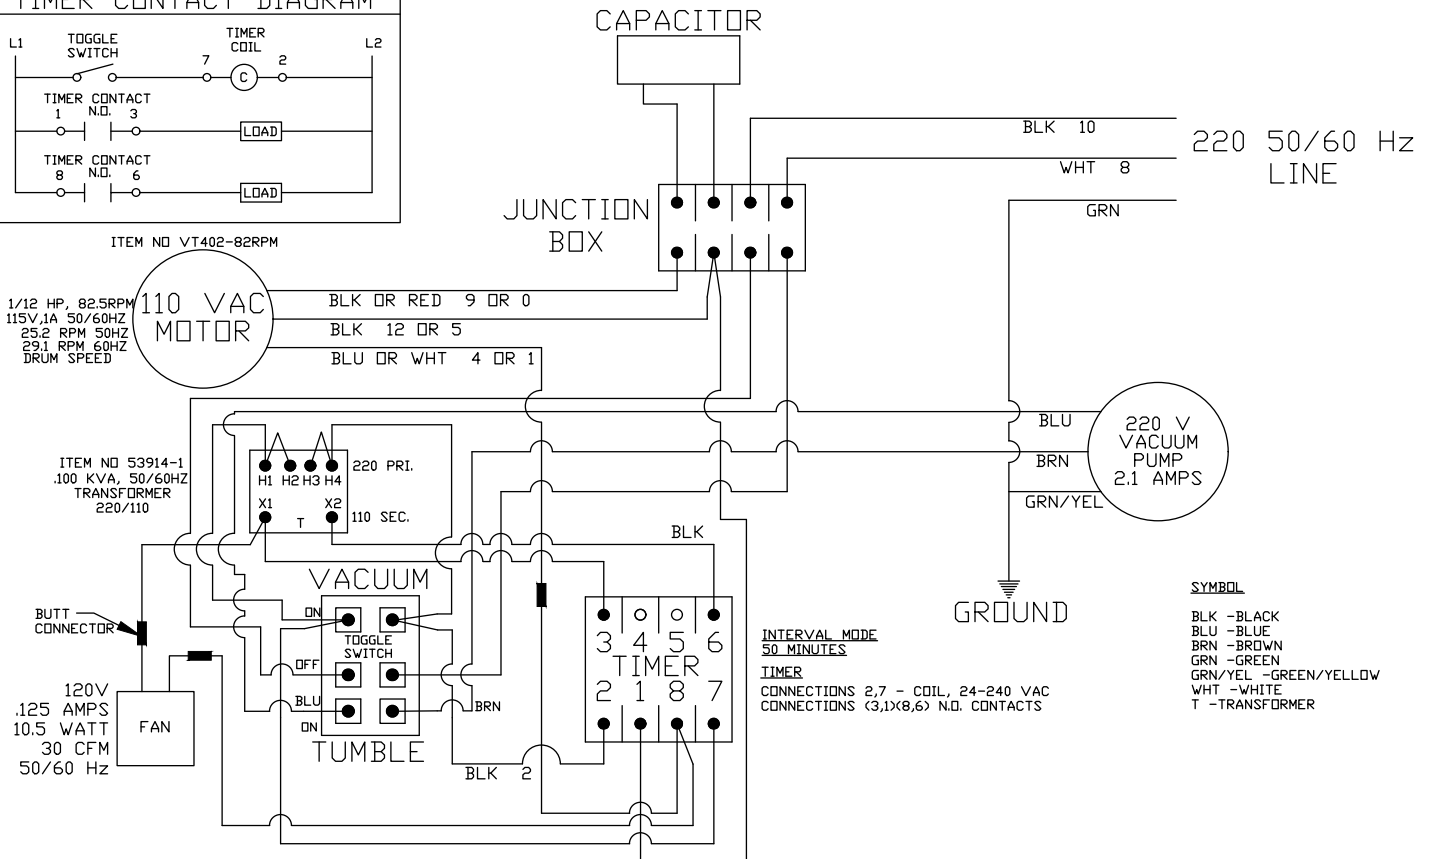 TIMER CONTACT DIAGRAM
L1
TOGGLE
SWITCH
TIMER
COIL
L2
7
C
2
TIMER CONTACT
N.O.
1
3
LOAD
TIMER CONTACT
N.O.
8
6
LOAD
CAPACITOR
BLK 10
WHT 8
GRN
220 50/60 Hz
LINE
JUNCTION
BOX
ITEM NO VT402-82RPM
1/12 HP, 82.5RPM
115V,1A 50/60HZ
25.2 RPM 50HZ
29.1 RPM 60HZ
DRUM SPEED
110 VAC
MOTOR
BLK OR RED 9 OR 0
BLK 12 OR 5
BLU OR WHT 4 OR 1
BLU
BRN
GRN/YEL
220 V
VACUUM
PUMP
2.1 AMPS
ITEM NO 53914-1
.100 KVA, 50/60HZ
TRANSFORMER
220/110
H1 H2 H3 H4
220 PRI.
X1
X2
T
110 SEC.
BLK
VACUUM
ON
TOGGLE
SWITCH
OFF
BLU
ON
BRN
TUMBLE
BUTT
CONNECTOR
120V
.125 AMPS
10.5 WATT
30 CFM
50/60 Hz
FAN
BLK 2
3 4 5 6
TIMER
2 1 8 7
GROUND
INTERVAL MODE
50 MINUTES
TIMER
CONNECTIONS 2,7 - COIL, 24-240 VAC
CONNECTIONS (3,1)(8,6) N.O. CONTACTS
SYMBOL
BLK -BLACK
BLU -BLUE
BRN -BROWN
GRN -GREEN
GRN/YEL -GREEN/YELLOW
WHT -WHITE
T -TRANSFORMER